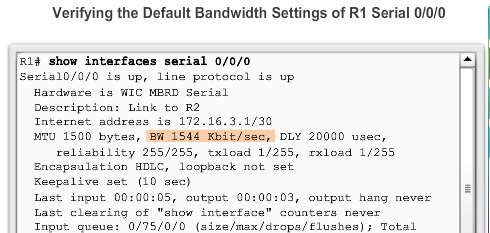 Verifying the Default Bandwidth Settings of R1 Serial 0/0/0
R1# show interfaces serial 0/0/0
Serial0/0/0 is up, line protocol is up
Hardware is WIC MBRD Serial
Description: Link to R2
Internet address is 172.16.3.1/30
MTU 1500 bytes, BW 1544 Kbit/sec, DLY 20000 usec,
reliability 255/255, txload 1/255, rxload 1/255
Encapsulation HDLC, loopback not set
Keepalive set (10 sec)
Last input 00:00:05, output 00:00:03, output hang never
Last clearing of "show interface" counters never
Input queue: 0/75/0/0 (size/max/drops/flushes); Total